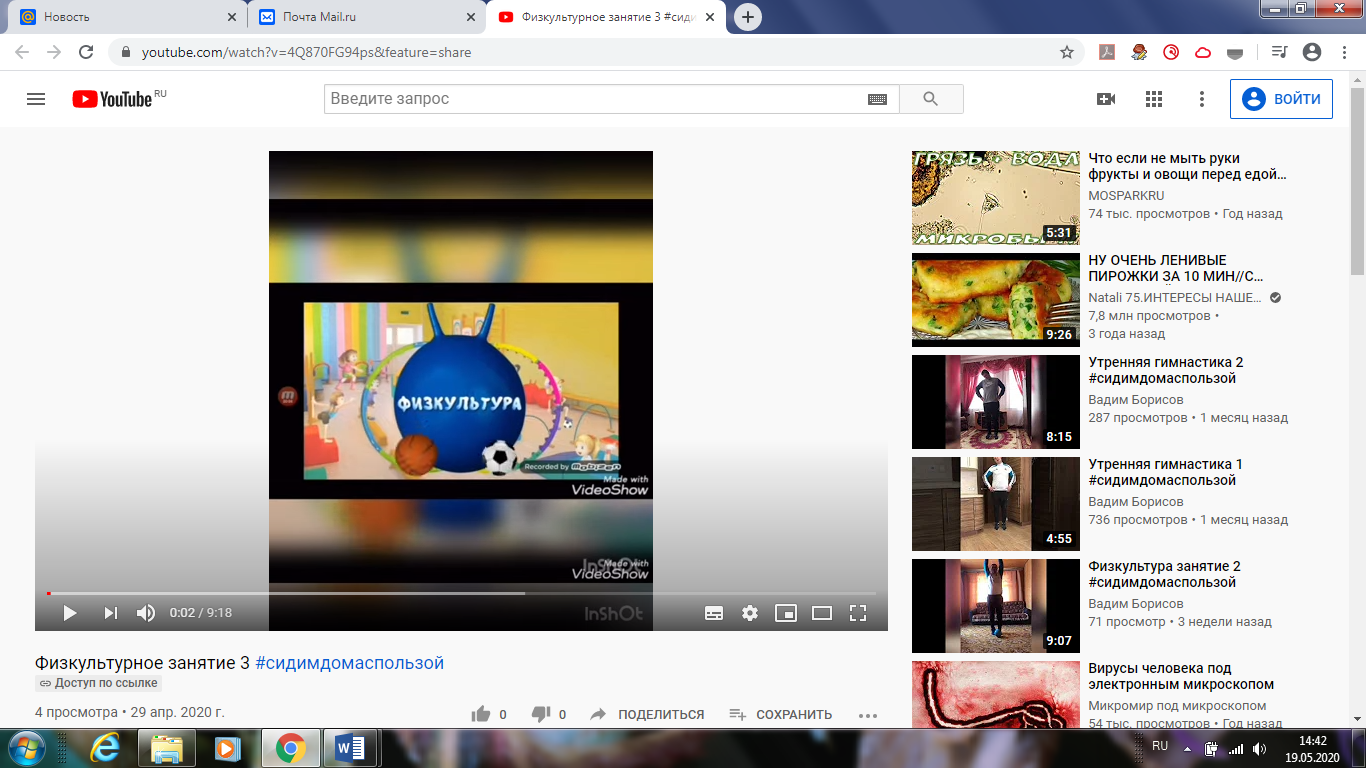 Новость
Почта Mail.ru
Физкультурное занятие 3 #сиди
youtube.com/watch?v=4Q870FG94ps&feature=share
YouTube RU
Введите запрос
ВОЙТИ
ФИЗКУЛЬТУРА
Recorded by
Made with
VideoShow
Made with
VideoShow
InShOt
0:02 / 9:18
Физкультурное занятие 3 #сидимдомаспользой
Доступ по ссылке
4 просмотра • 29 апр. 2020 г.
0
0
ПОДЕЛИТЬСЯ
СОХРАНИТЬ
ГРЯЗЬ + ВОДА
МИКРОБЫ
5:31
Что если не мыть руки
фрукты и овощи перед едой…
MOSPARKRU
74 тыс. просмотров • Год назад
9:26
НУ ОЧЕНЬ ЛЕНИВЫЕ
ПИРОЖКИ ЗА 10 МИН//С…
Natali 75.ИНТЕРЕСЫ НАШЕ…
7,8 млн просмотров •
3 года назад
8:15
Утренняя гимнастика 2
#сидимдомаспользой
Вадим Борисов
287 просмотров • 1 месяц назад
4:55
Утренняя гимнастика 1
#сидимдомаспользой
Вадим Борисов
736 просмотров • 1 месяц назад
9:07
Физкультура занятие 2
#сидимдомаспользой
Вадим Борисов
71 просмотр • 3 недели назад
Вирусы человека под
электронным микроскопом
Микромир под микроскопом
54 тыс. просмотров • Год назад
RU
14:42
19.05.2020